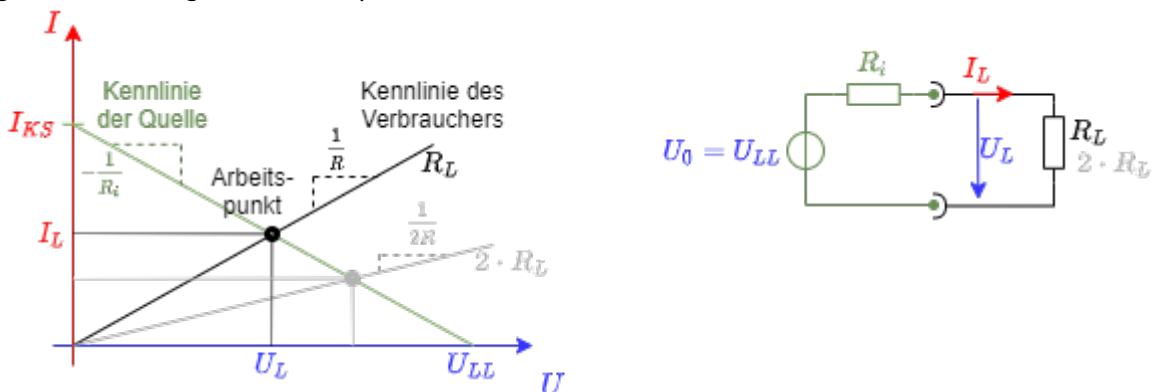 I
Kennlinie
der Quelle
Kennlinie des
Verbrauchers
I_KS
-1/R_i
1/R
R_L
Arbeits-
punkt
I_L
1/2R
2 · R_L
U_L
U_LL
U
R_i
I_L
U_0 = U_LL
U_L
R_L
2 · R_L